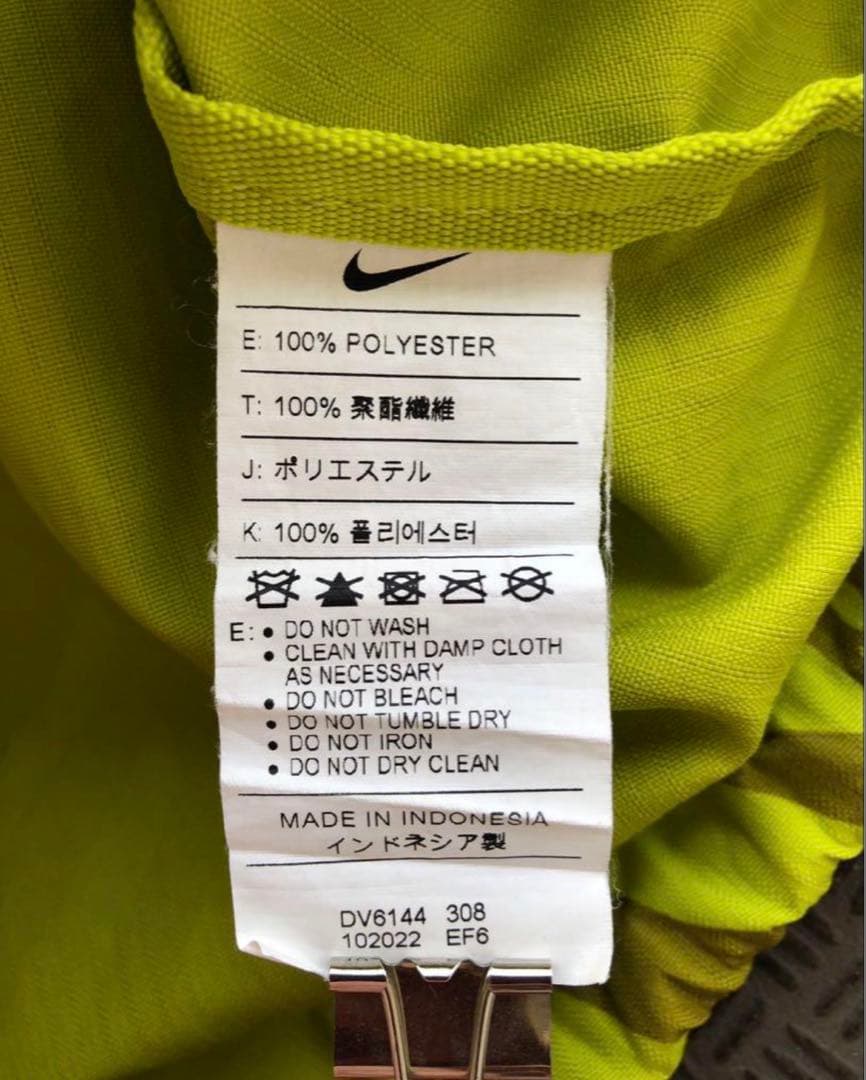 E: 100% POLYESTER
T: 100% 聚酯纖維
J: ポリエステル
K: 100% 폴리에스터
E: • DO NOT WASH
• CLEAN WITH DAMP CLOTH
AS NECESSARY
• DO NOT BLEACH
• DO NOT TUMBLE DRY
• DO NOT IRON
• DO NOT DRY CLEAN
MADE IN INDONESIA
インドネシア製
DV6144 308
102022 EF6